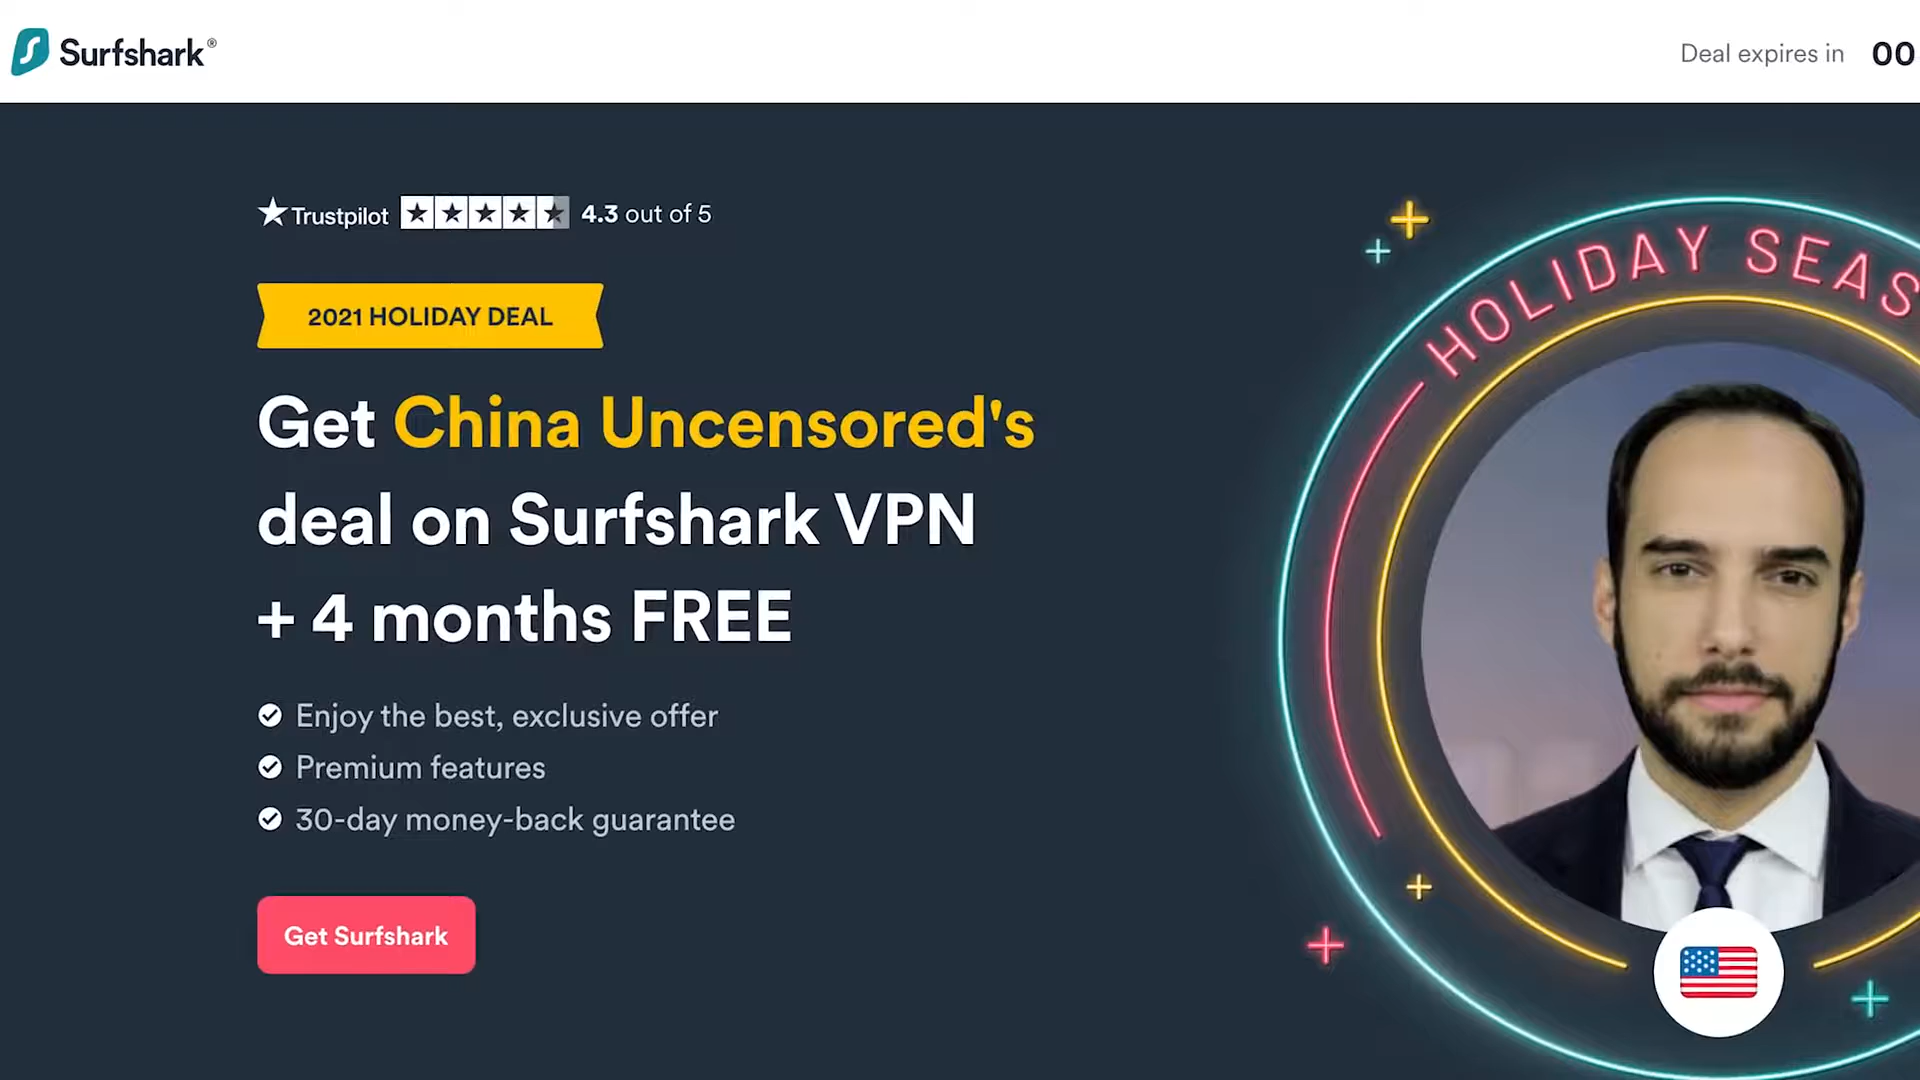 Surfshark®
Deal expires in 00
Trustpilot 4.3 out of 5
2021 HOLIDAY DEAL
Get China Uncensored's
deal on Surfshark VPN
+ 4 months FREE
Enjoy the best, exclusive offer
Premium features
30-day money-back guarantee
Get Surfshark
HOLIDAY SEAS